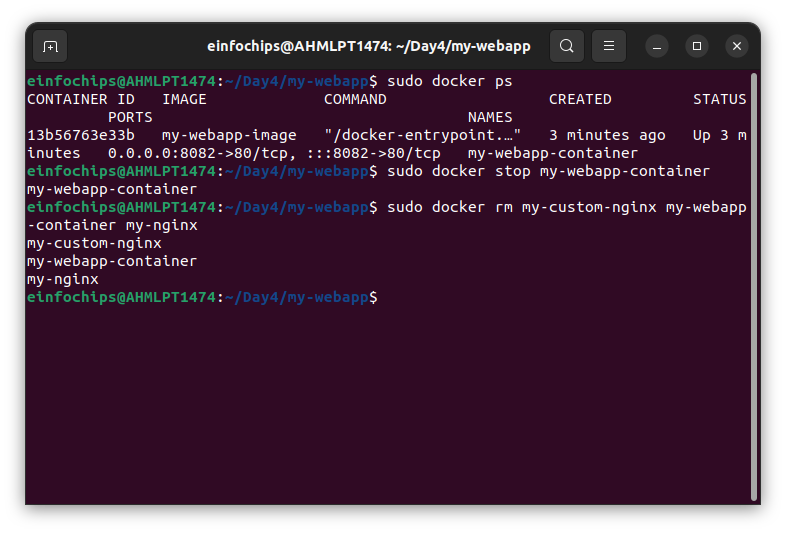 einfochips@AHMLPT1474: ~/Day4/my-webapp
einfochips@AHMLPT1474:~/Day4/my-webapp$ sudo docker ps
CONTAINER ID   IMAGE             COMMAND                  CREATED         STATUS
         PORTS                                   NAMES
13b56763e33b   my-webapp-image   "/docker-entrypoint.…"   3 minutes ago   Up 3 m
inutes   0.0.0.0:8082->80/tcp, :::8082->80/tcp   my-webapp-container
einfochips@AHMLPT1474:~/Day4/my-webapp$ sudo docker stop my-webapp-container
my-webapp-container
einfochips@AHMLPT1474:~/Day4/my-webapp$ sudo docker rm my-custom-nginx my-webapp
-container my-nginx
my-custom-nginx
my-webapp-container
my-nginx
einfochips@AHMLPT1474:~/Day4/my-webapp$